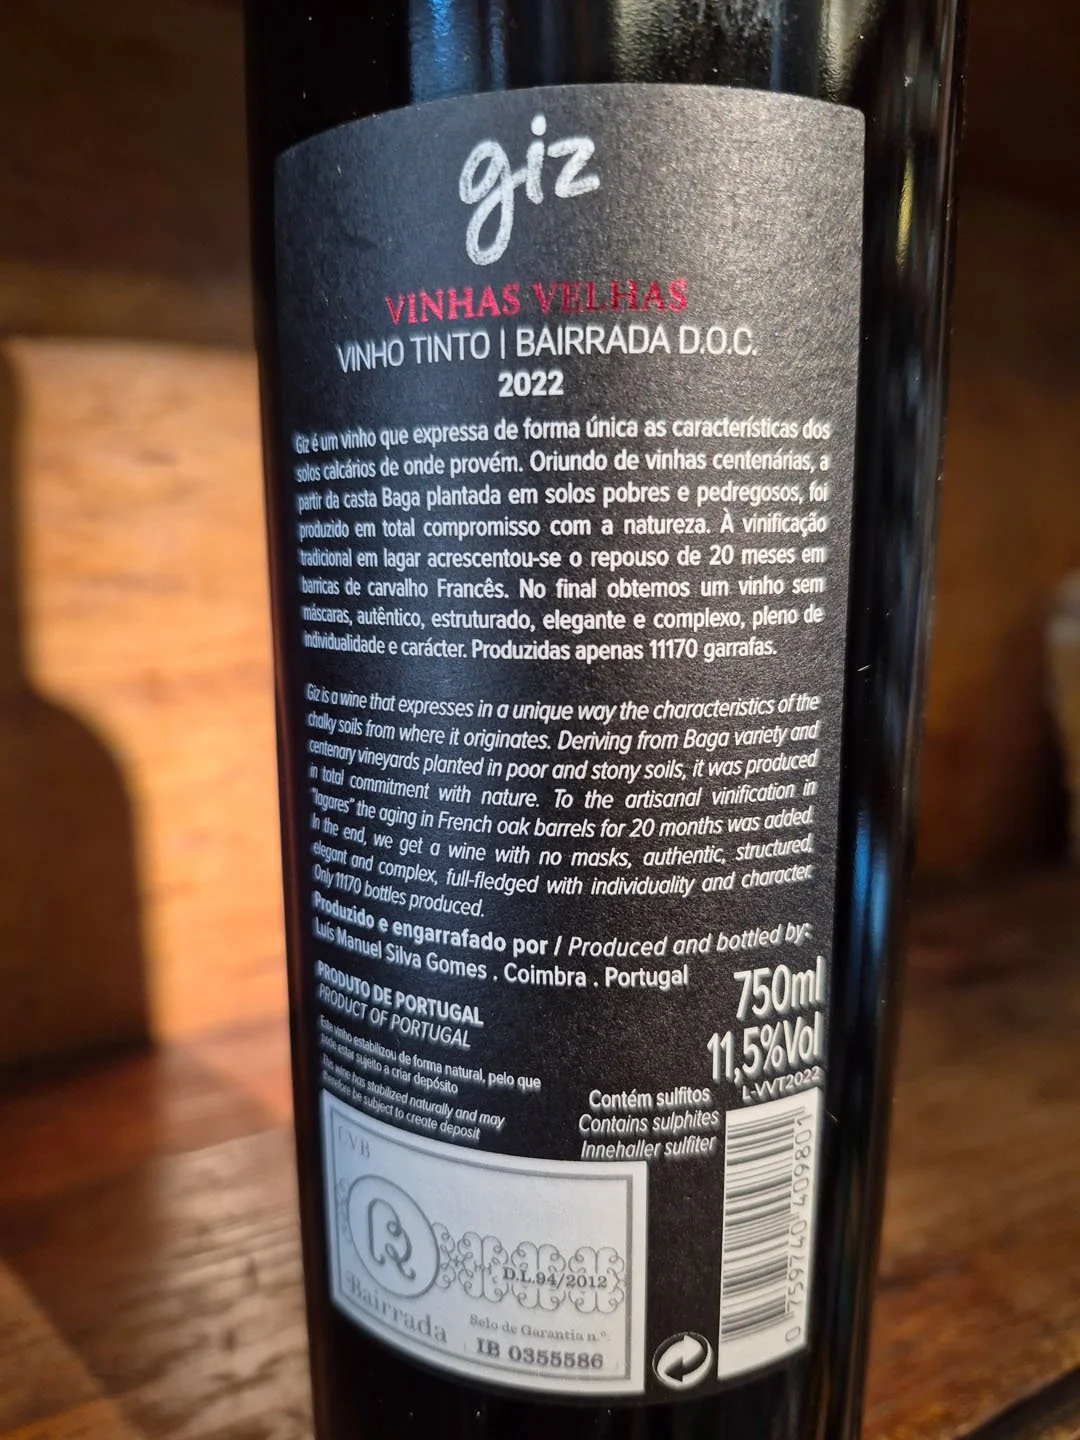 giz
VINHAS VELHAS
VINHO TINTO | BAIRRADA D.O.C.
2022
Giz é um vinho que expressa de forma única as características dos
solos calcários de onde provém. Oriundo de vinhas centenárias, a
partir da casta Baga plantada em solos pobres e pedregosos, foi
produzido em total compromisso com a natureza. À vinificação
tradicional em lagar acrescentou-se o repouso de 20 meses em
barricas de carvalho Francês. No final obtemos um vinho sem
máscaras, autêntico, estruturado, elegante e complexo, pleno de
individualidade e carácter. Produzidas apenas 11170 garrafas.
Giz is a wine that expresses in a unique way the characteristics of the
chalky soils from where it originates. Deriving from Baga variety and
centenary vineyards planted in poor and stony soils, it was produced
in total commitment with nature. To the artisanal vinification in
"lagares" the aging in French oak barrels for 20 months was added.
In the end, we get a wine with no masks, authentic, structured,
elegant and complex, full-fledged with individuality and character.
Only 11170 bottles produced.
Produzido e engarrafado por / Produced and bottled by:
Luís Manuel Silva Gomes . Coimbra . Portugal
750ml
PRODUTO DE PORTUGAL
PRODUCT OF PORTUGAL
11,5%Vol
L-VVT2022
Este vinho estabilizou de forma natural, pelo que
pode estar sujeito a criar depósito
This wine has stabilized naturally and may
therefore be subject to create deposit
Contém sulfitos
Contains sulphites
Innehaller sulfiter
CVB
D.L.94/2012
Bairrada
Selo de Garantia n.º
IB 0355586
0 759740 409801